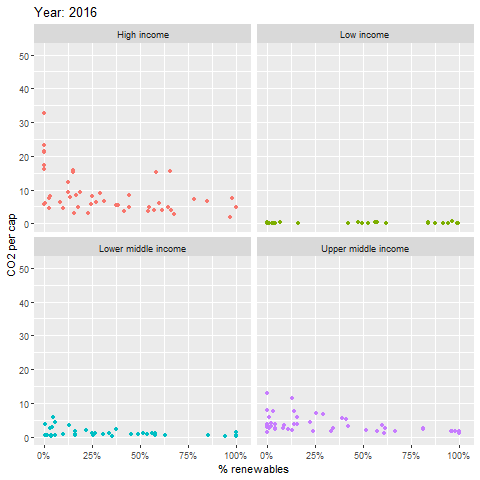 Year: 2016
High income
Low income
50
40
30
20
10
0
CO2 per cap
Lower middle income
Upper middle income
50
40
30
20
10
0
0% 25% 50% 75% 100% 0% 25% 50% 75% 100%
% renewables